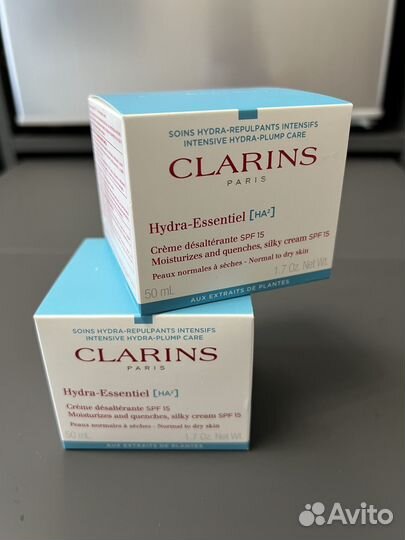 SOINS HYDRA-REPULPANTS INTENSIFS
INTENSIVE HYDRA-PLUMP CARE
CLARINS
PARIS
Hydra-Essentiel [HA²]
Crème désaltérante SPF 15
Moisturizes and quenches, silky cream SPF 15
Peaux normales à sèches - Normal to dry skin
50 mL 1.7 Oz. Net Wt.
AUX EXTRAITS DE PLANTES
SOINS HYDRA-REPULPANTS INTENSIFS
INTENSIVE HYDRA-PLUMP CARE
CLARINS
PARIS
Hydra-Essentiel [HA²]
Crème désaltérante SPF 15
Moisturizes and quenches, silky cream SPF 15
Peaux normales à sèches - Normal to dry skin
50 mL 1.7 Oz. Net Wt.
AUX EXTRAITS DE PLANTES
Avito